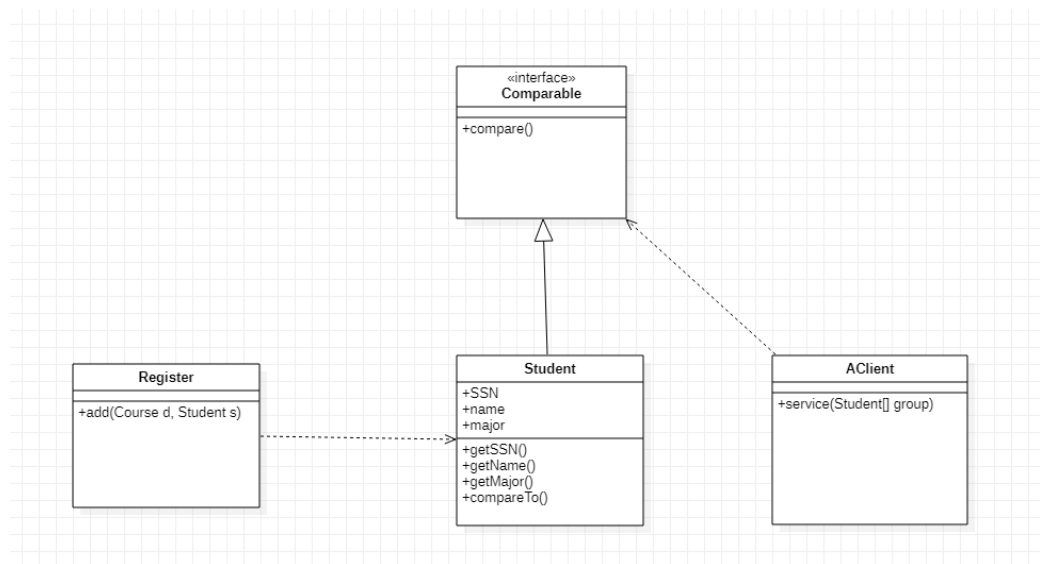 «interface»
Comparable
+compare()
Register
+add(Course d, Student s)
Student
+SSN
+name
+major
+getSSN()
+getName()
+getMajor()
+compareTo()
AClient
+service(Student[] group)